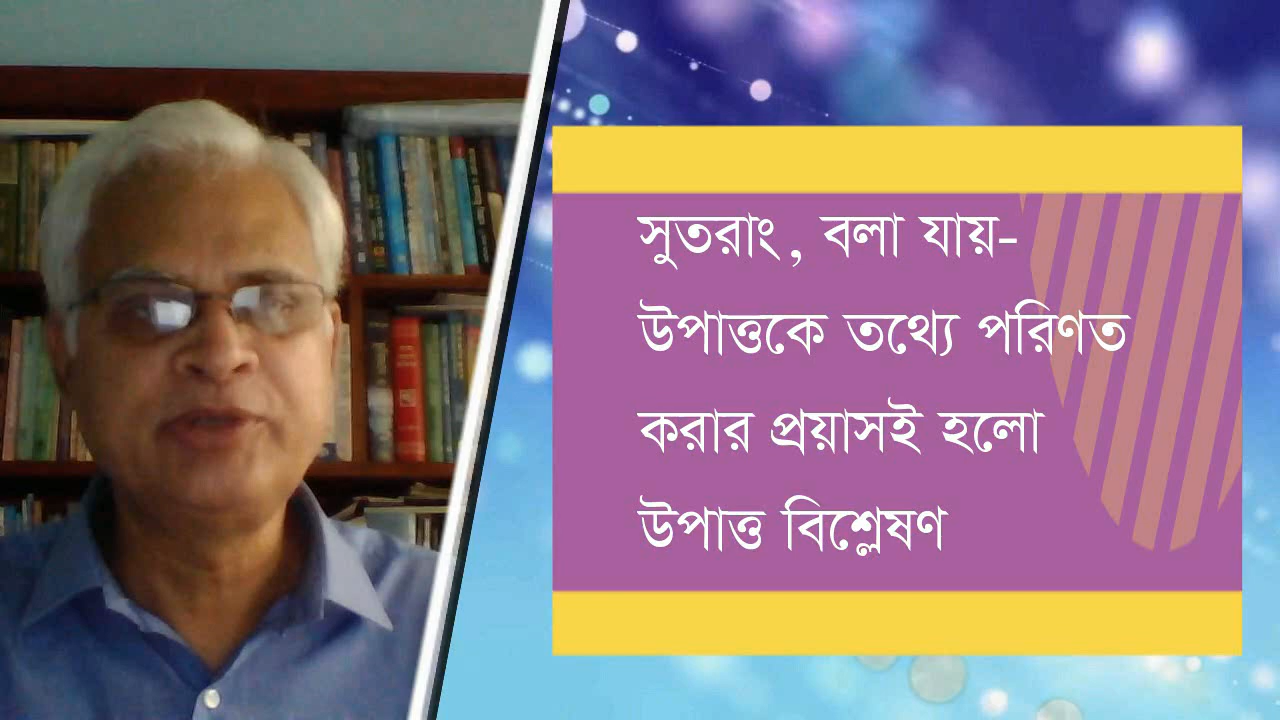 সুতরাং, বলা যায়-
উপাত্তকে তথ্যে পরিণত
করার প্রয়াসই হলো
উপাত্ত বিশ্লেষণ